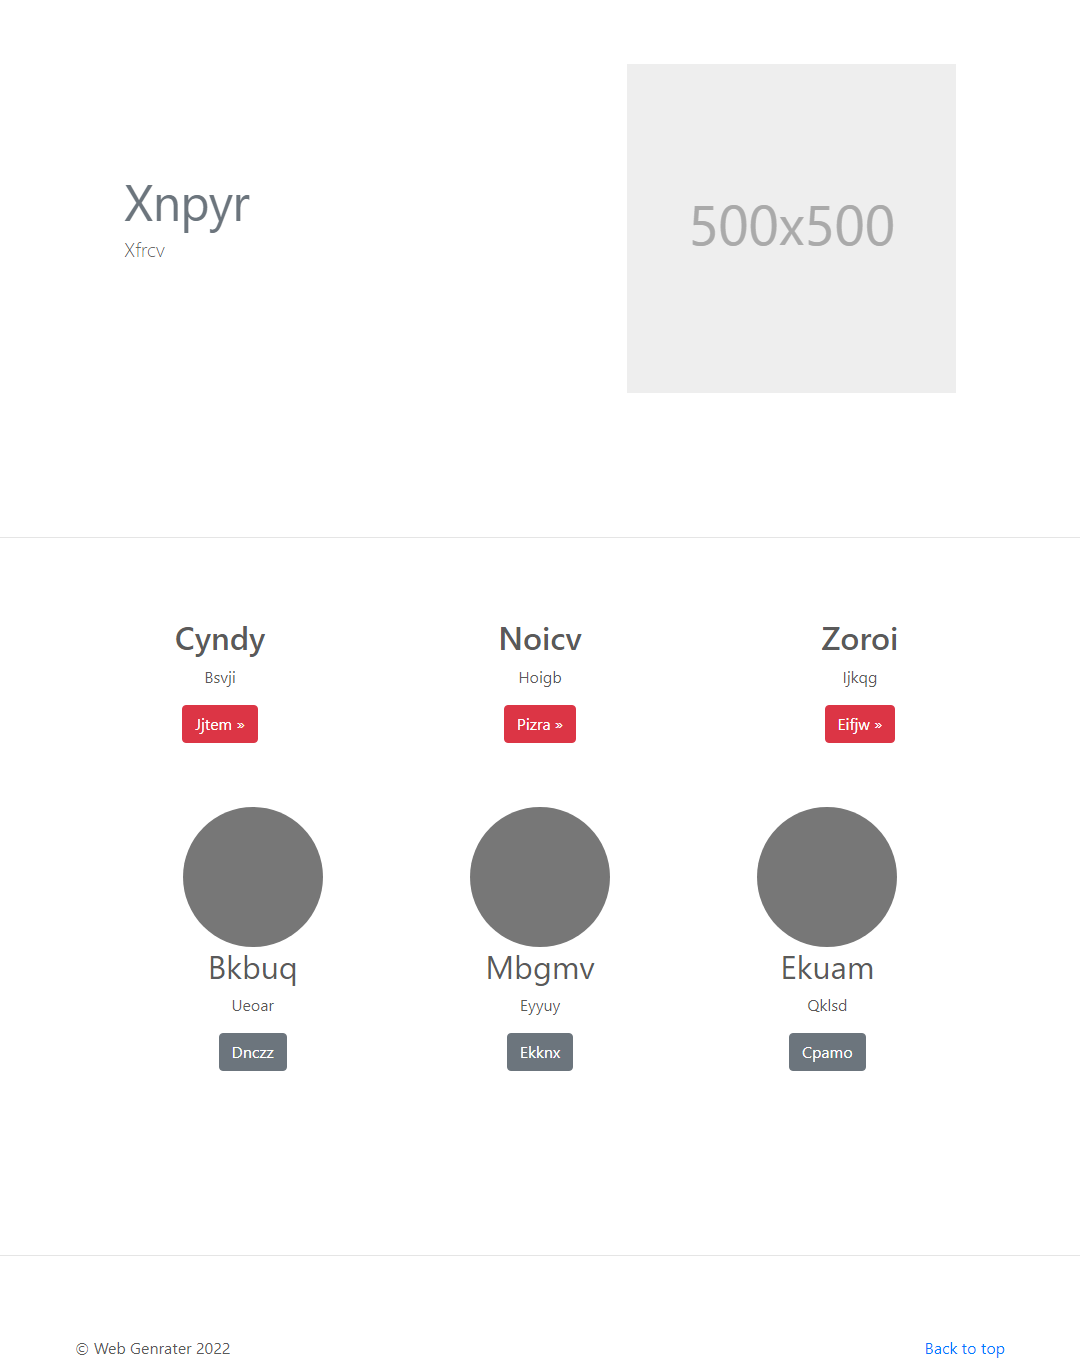 Xnpyr
Xfrcv
500x500
Cyndy
Bsvji
Jjtem »
Noicv
Hoigb
Pizra »
Zoroi
Ijkqg
Eifjw »
Bkbuq
Ueoar
Dnczz
Mbgmv
Eyyuy
Ekknx
Ekuam
Qklsd
Cpamo
© Web Genrater 2022
Back to top